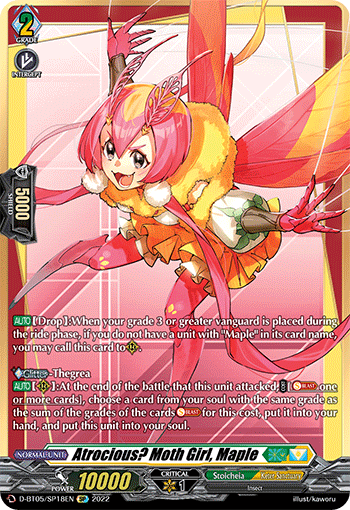 2
GRADE
INTERCEPT
5000
SHIELD
AUTO [Drop]:When your grade 3 or greater vanguard is placed during
the ride phase, if you do not have a unit with "Maple" in its card name,
you may call this card to RC.
-Thegrea
AUTO [RC]:At the end of the battle that this unit attacked, COST [SOUL BLAST one
or more cards], choose a card from your soul with the same grade as
the sum of the grades of the cards SOUL BLAST for this cost, put it into your
hand, and put this unit into your soul.
NORMAL UNIT
Atrocious? Moth Girl, Maple
POWER 10000
CRITICAL
1
Stoicheia
Insect
D-BT05/SP18EN SP 2022
illust/kaworu